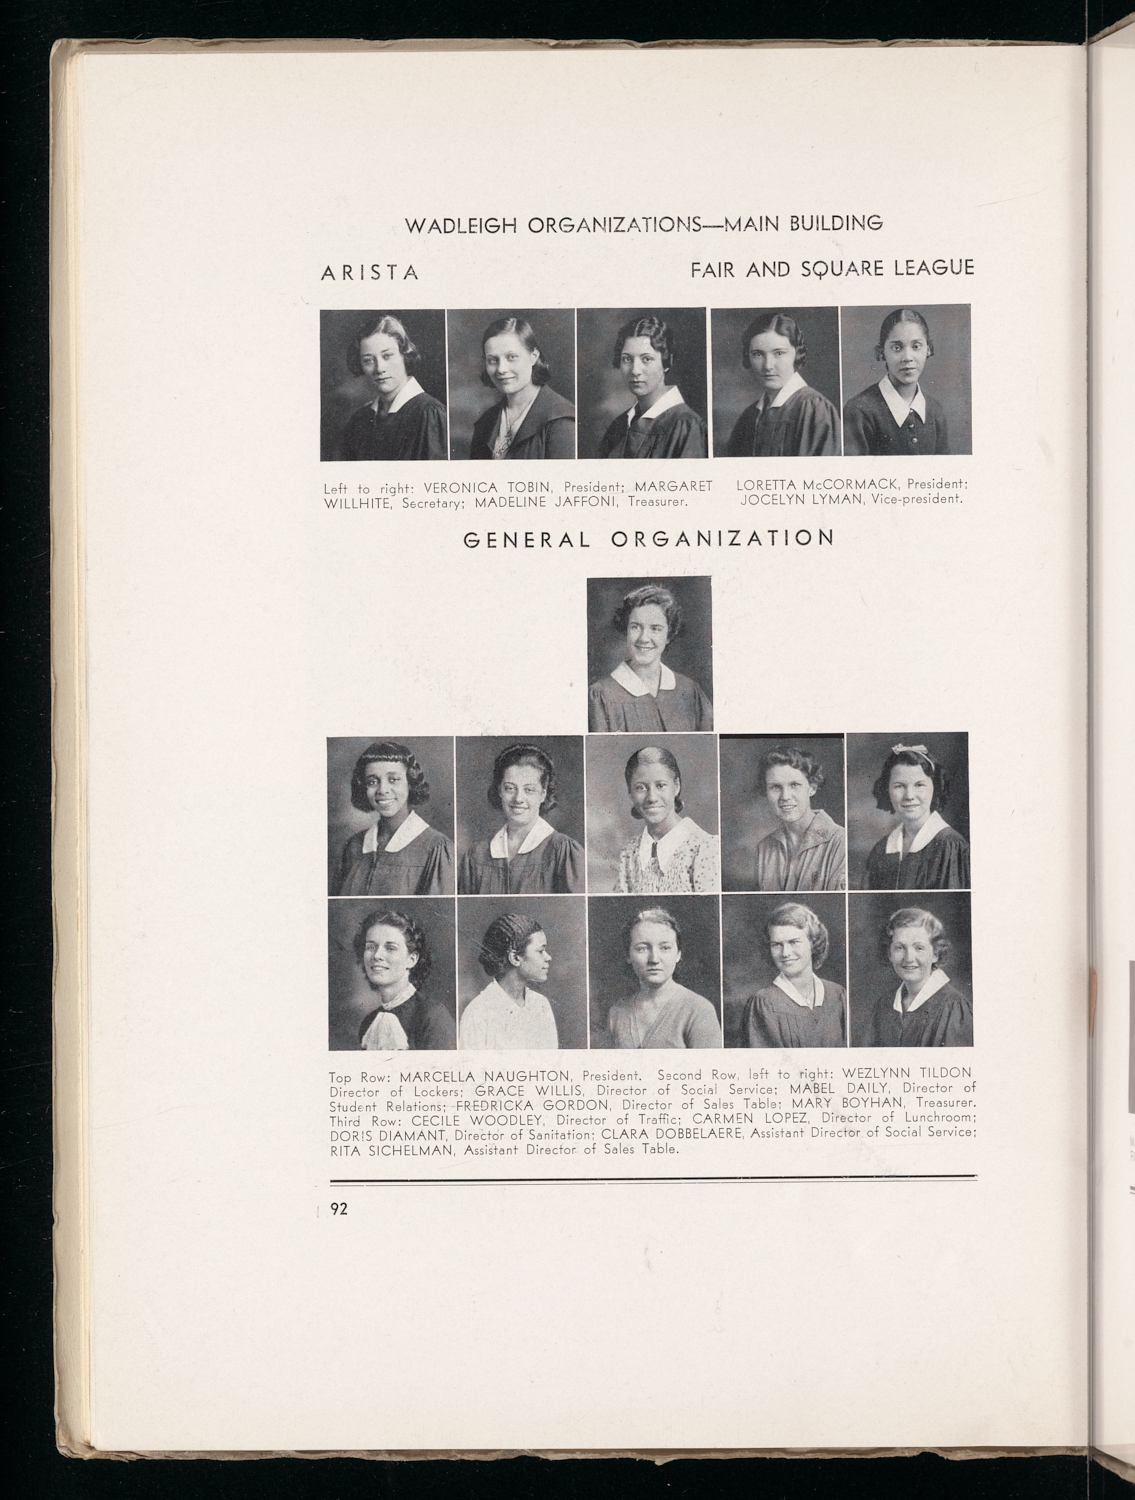 WADLEIGH ORGANIZATIONS—MAIN BUILDING
ARISTA
FAIR AND SQUARE LEAGUE
Left to right: VERONICA TOBIN, President; MARGARET
WILLHITE, Secretary; MADELINE JAFFONI, Treasurer.
LORETTA McCORMACK, President;
JOCELYN LYMAN, Vice-president.
GENERAL ORGANIZATION
Top Row: MARCELLA NAUGHTON, President. Second Row, left to right: WEZLYNN TILDON
Director of Lockers; GRACE WILLIS, Director of Social Service; MABEL DAILY, Director of
Student Relations; FREDRICKA GORDON, Director of Sales Table; MARY BOYHAN, Treasurer.
Third Row: CECILE WOODLEY, Director of Traffic; CARMEN LOPEZ, Director of Lunchroom;
DORIS DIAMANT, Director of Sanitation; CLARA DOBBELAERE, Assistant Director of Social Service;
RITA SICHELMAN, Assistant Director of Sales Table.
92